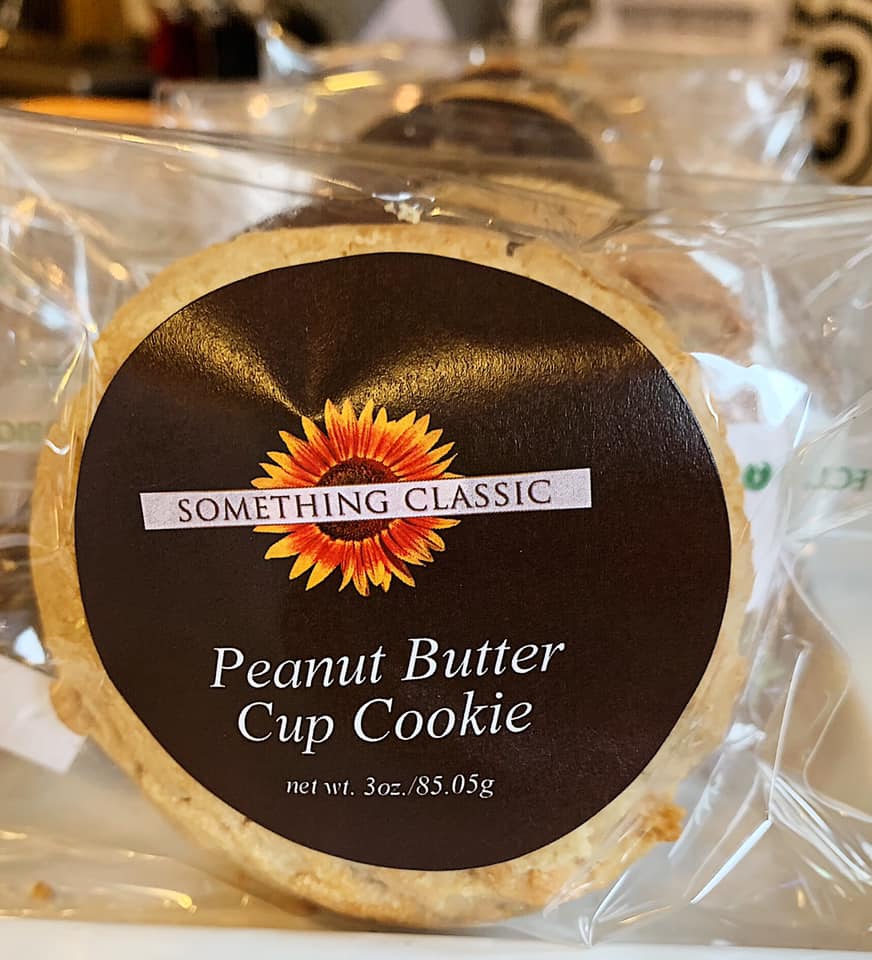 SOMETHING CLASSIC
Peanut Butter
Cup Cookie
net wt. 3oz./85.05g